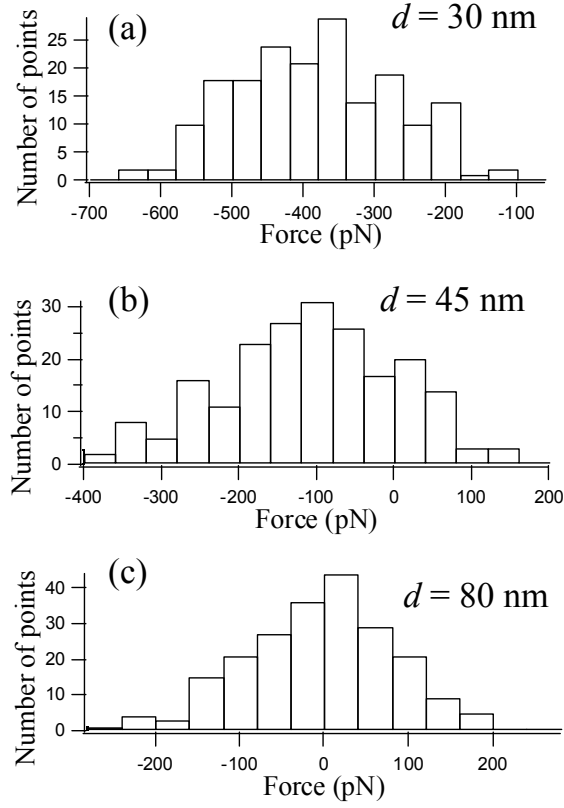 (a)
d = 30 nm
Number of points
25
20
15
10
5
0
-700 -600 -500 -400 -300 -200 -100
Force (pN)
(b)
d = 45 nm
Number of points
30
20
10
0
-400 -300 -200 -100 0 100 200
Force (pN)
(c)
d = 80 nm
Number of points
40
30
20
10
0
-200 -100 0 100 200
Force (pN)